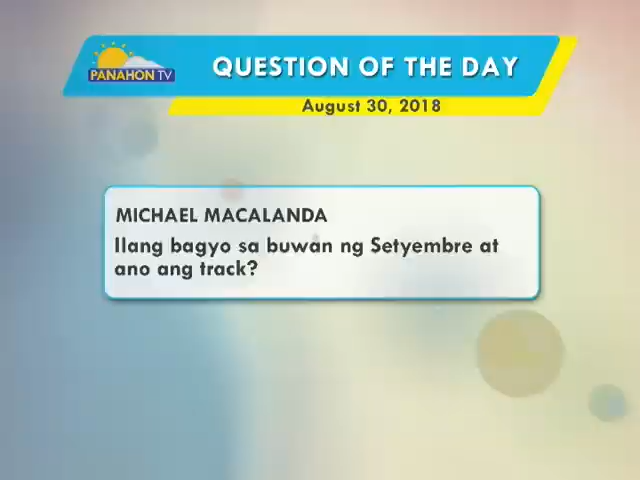 PANAHON TV
QUESTION OF THE DAY
August 30, 2018
MICHAEL MACALANDA
Ilang bagyo sa buwan ng Setyembre at
ano ang track?